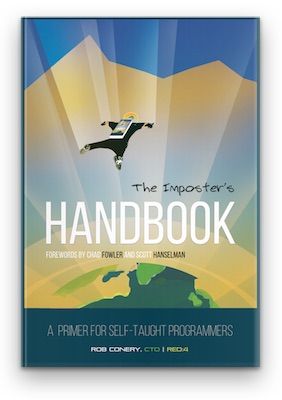 The Imposter's
HANDBOOK
FOREWORDS BY CHAD FOWLER AND SCOTT HANSELMAN
A PRIMER FOR SELF-TAUGHT PROGRAMMERS
ROB CONERY, CTO | RED:4